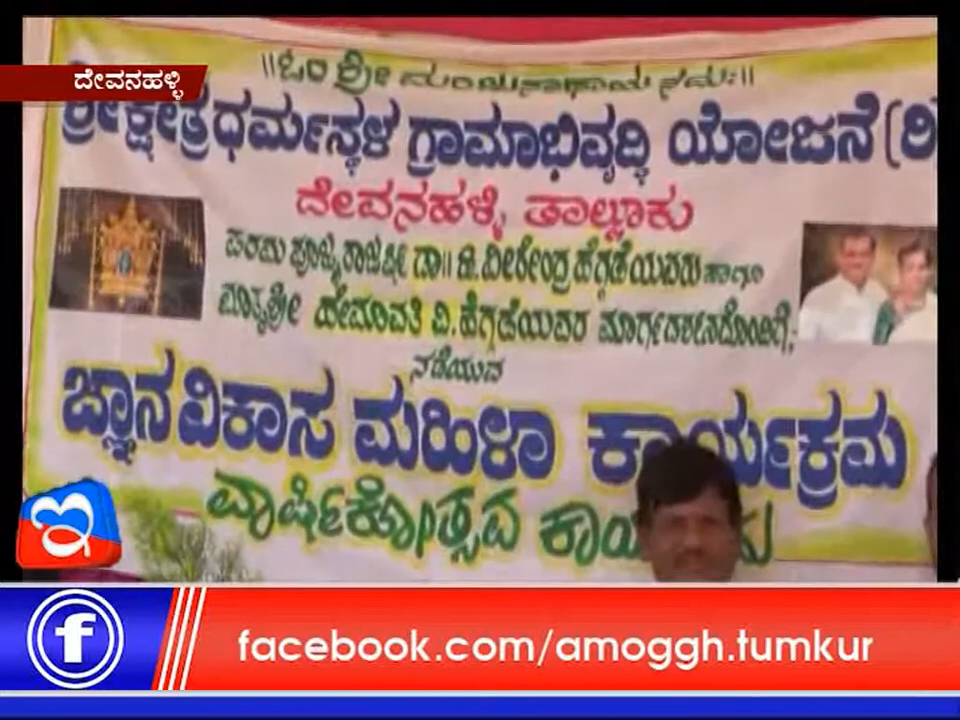 ದೇವನಹಳ್ಳಿ
||ಓಂ ಶ್ರೀ ಮಂಜುನಾಥಾಯ ನಮಃ||
ಶ್ರೀ ಕ್ಷೇತ್ರ ಧರ್ಮಸ್ಥಳ ಗ್ರಾಮಾಭಿವೃದ್ಧಿ ಯೋಜನೆ (ರಿ
ದೇವನಹಳ್ಳಿ ತಾಲ್ಲೂಕು
ಪರಮ ಪೂಜ್ಯ ರಾಜರ್ಷಿ ಡಾ|| ಡಿ.ವೀರೇಂದ್ರ ಹೆಗ್ಗಡೆಯವರು ಹಾಗೂ
ಮಾತೃಶ್ರೀ ಹೇಮಾವತಿ ವಿ.ಹೆಗ್ಗಡೆಯವರ ಮಾರ್ಗದರ್ಶನದೊಂದಿಗೆ;
ನಡೆಯುವ
ಜ್ಞಾನವಿಕಾಸ ಮಹಿಳಾ ಕಾರ್ಯಕ್ರಮ
ವಾರ್ಷಿಕೋತ್ಸವ
ಇ
facebook.com/amoggh.tumkur